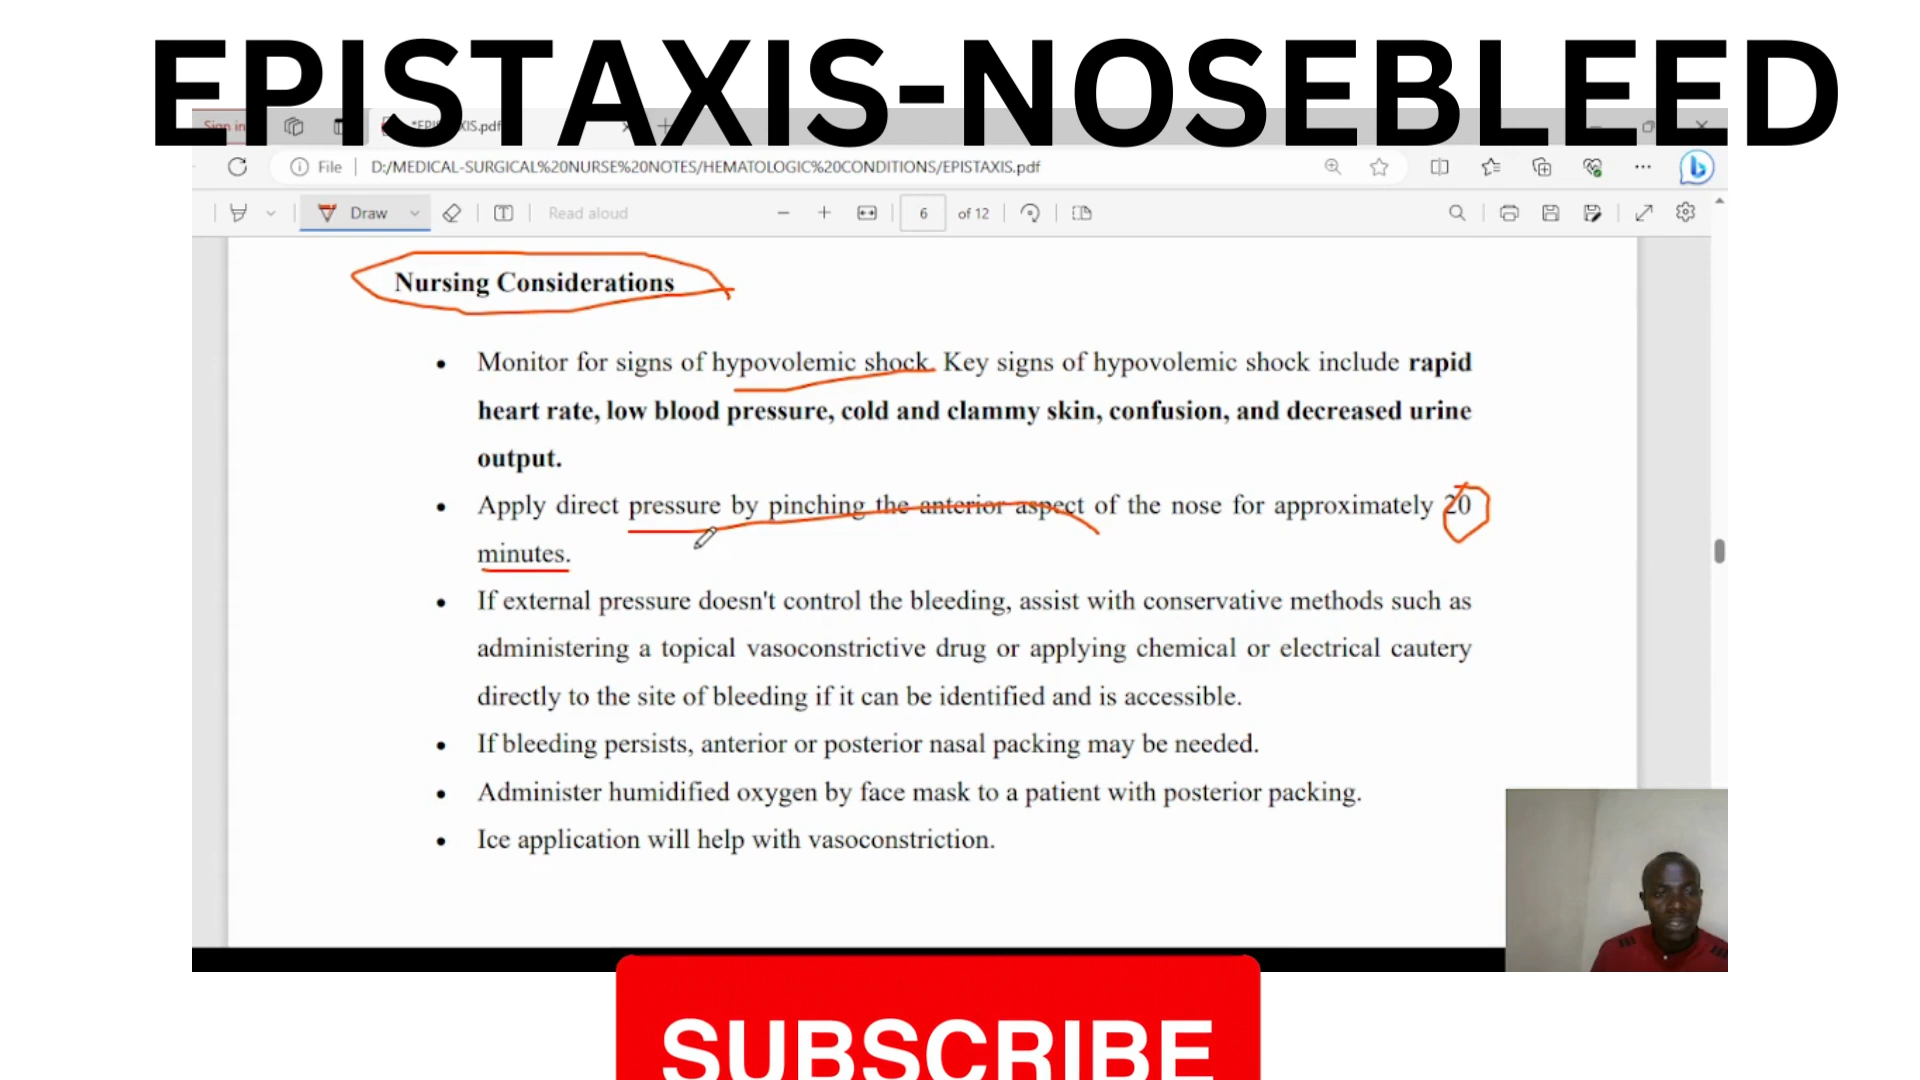 EPISTAXIS-NOSEBLEED
Sign in
XIS.pdf
File D:/MEDICAL-SURGICAL%20NURSE%20NOTES/HEMATOLOGIC%20CONDITIONS/EPISTAXIS.pdf
Draw Read aloud 6 of 12
Nursing Considerations
• Monitor for signs of hypovolemic shock. Key signs of hypovolemic shock include rapid
heart rate, low blood pressure, cold and clammy skin, confusion, and decreased urine
output.
• Apply direct pressure by pinching the anterior aspect of the nose for approximately 20
minutes.
• If external pressure doesn't control the bleeding, assist with conservative methods such as
administering a topical vasoconstrictive drug or applying chemical or electrical cautery
directly to the site of bleeding if it can be identified and is accessible.
• If bleeding persists, anterior or posterior nasal packing may be needed.
• Administer humidified oxygen by face mask to a patient with posterior packing.
• Ice application will help with vasoconstriction.
SUBSCRIBE